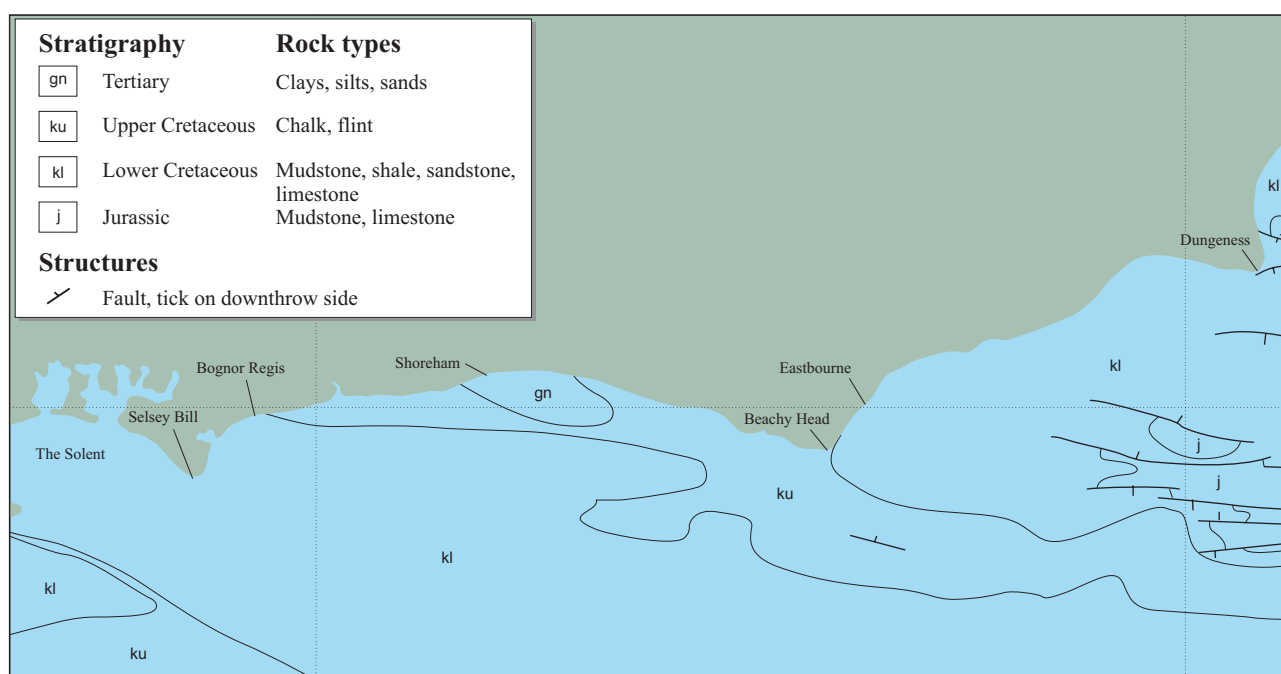 Stratigraphy Rock types
gn Tertiary Clays, silts, sands
ku Upper Cretaceous Chalk, flint
kl Lower Cretaceous Mudstone, shale, sandstone,
limestone
j Jurassic Mudstone, limestone
Structures
Fault, tick on downthrow side
kl
Dungeness
Shoreham
Bognor Regis
Eastbourne
kl
gn
Selsey Bill
Beachy Head
The Solent
j
j
ku
kl
kl
ku